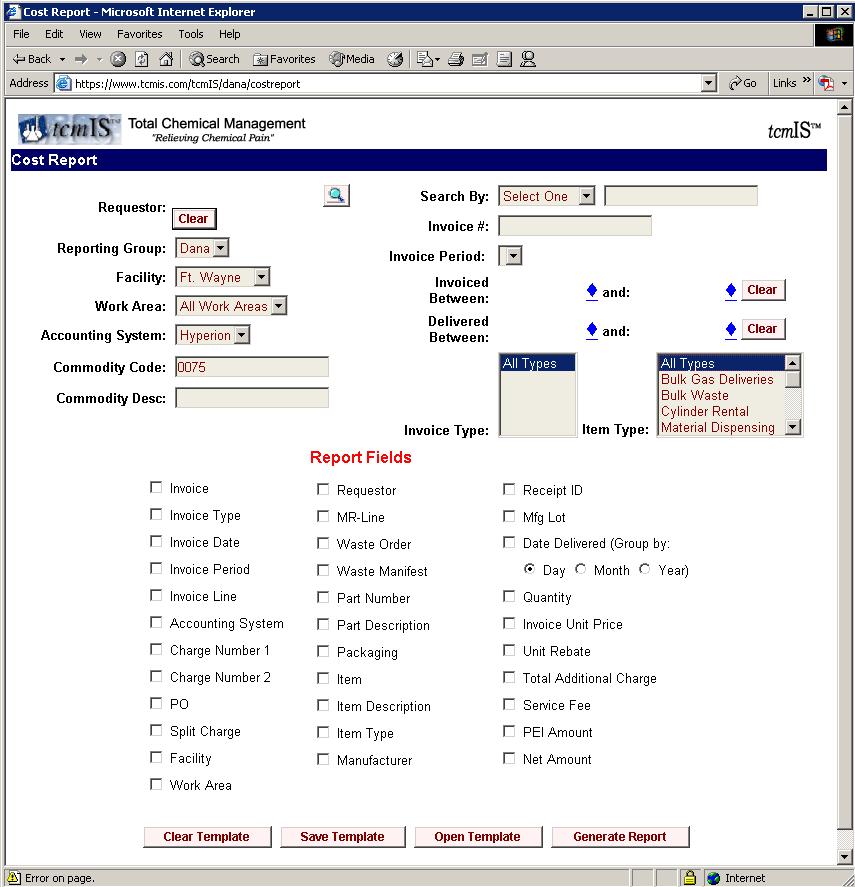 Cost Report - Microsoft Internet Explorer
File Edit View Favorites Tools Help
Back Search Favorites Media
Address https://www.tcmis.com/tcmIS/dana/costreport Go Links »
tcmIS™ Total Chemical Management
"Relieving Chemical Pain"
tcmIS™
Cost Report
Requestor: Clear
Search By: Select One
Invoice #:
Reporting Group: Dana
Invoice Period:
Facility: Ft. Wayne
Invoiced Between: and: Clear
Work Area: All Work Areas
Delivered Between: and: Clear
Accounting System: Hyperion
Commodity Code: 0075
Commodity Desc:
Invoice Type: All Types
Item Type: All Types
Bulk Gas Deliveries
Bulk Waste
Cylinder Rental
Material Dispensing
Report Fields
Invoice Requestor Receipt ID
Invoice Type MR-Line Mfg Lot
Invoice Date Waste Order Date Delivered (Group by:
Invoice Period Waste Manifest Day Month Year)
Invoice Line Part Number Quantity
Accounting System Part Description Invoice Unit Price
Charge Number 1 Packaging Unit Rebate
Charge Number 2 Item Total Additional Charge
PO Item Description Service Fee
Split Charge Item Type PEI Amount
Facility Manufacturer Net Amount
Work Area
Clear Template Save Template Open Template Generate Report
Error on page. Internet